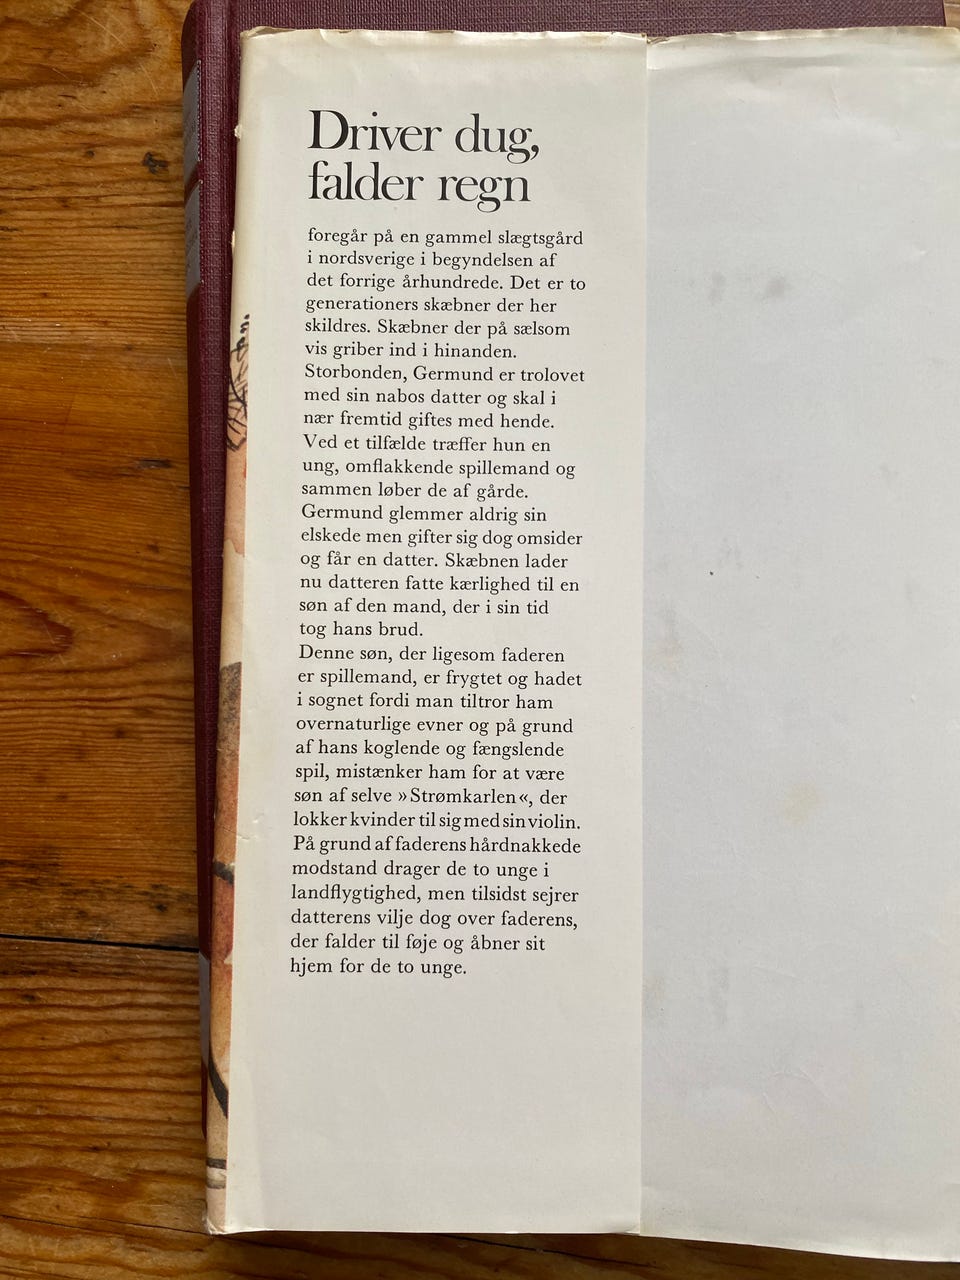 Driver dug,
falder regn
foregår på en gammel slægtsgård
i nordsverige i begyndelsen af
det forrige århundrede. Det er to
generationers skæbner der her
skildres. Skæbner der på sælsom
vis griber ind i hinanden.
Storbonden, Germund er trolovet
med sin nabos datter og skal i
nær fremtid giftes med hende.
Ved et tilfælde træffer hun en
ung, omflakkende spillemand og
sammen løber de af gårde.
Germund glemmer aldrig sin
elskede men gifter sig dog omsider
og får en datter. Skæbnen lader
nu datteren fatte kærlighed til en
søn af den mand, der i sin tid
tog hans brud.
Denne søn, der ligesom faderen
er spillemand, er frygtet og hadet
i sognet fordi man tiltror ham
overnaturlige evner og på grund
af hans koglende og fængslende
spil, mistænker ham for at være
søn af selve »Strømkarlen«, der
lokker kvinder til sig med sin violin.
På grund af faderens hårdnakkede
modstand drager de to unge i
landflygtighed, men tilsidst sejrer
datterens vilje dog over faderens,
der falder til føje og åbner sit
hjem for de to unge.